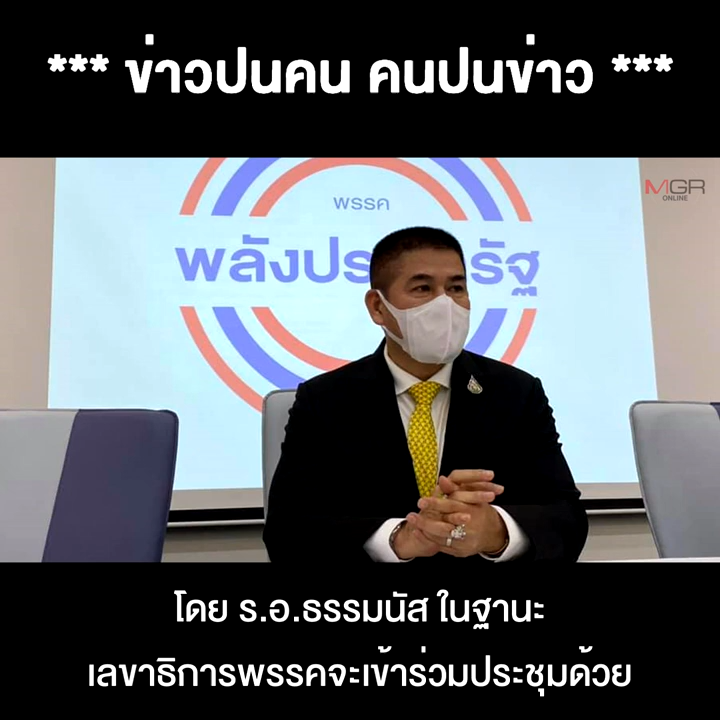 *** ข่าวปนคน คนปนข่าว ***
MGR
ONLINE
พรรค
พลังประ รัฐ
โดย ร.อ.ธรรมนัส ในฐานะ
เลขาธิการพรรคจะเข้าร่วมประชุมด้วย